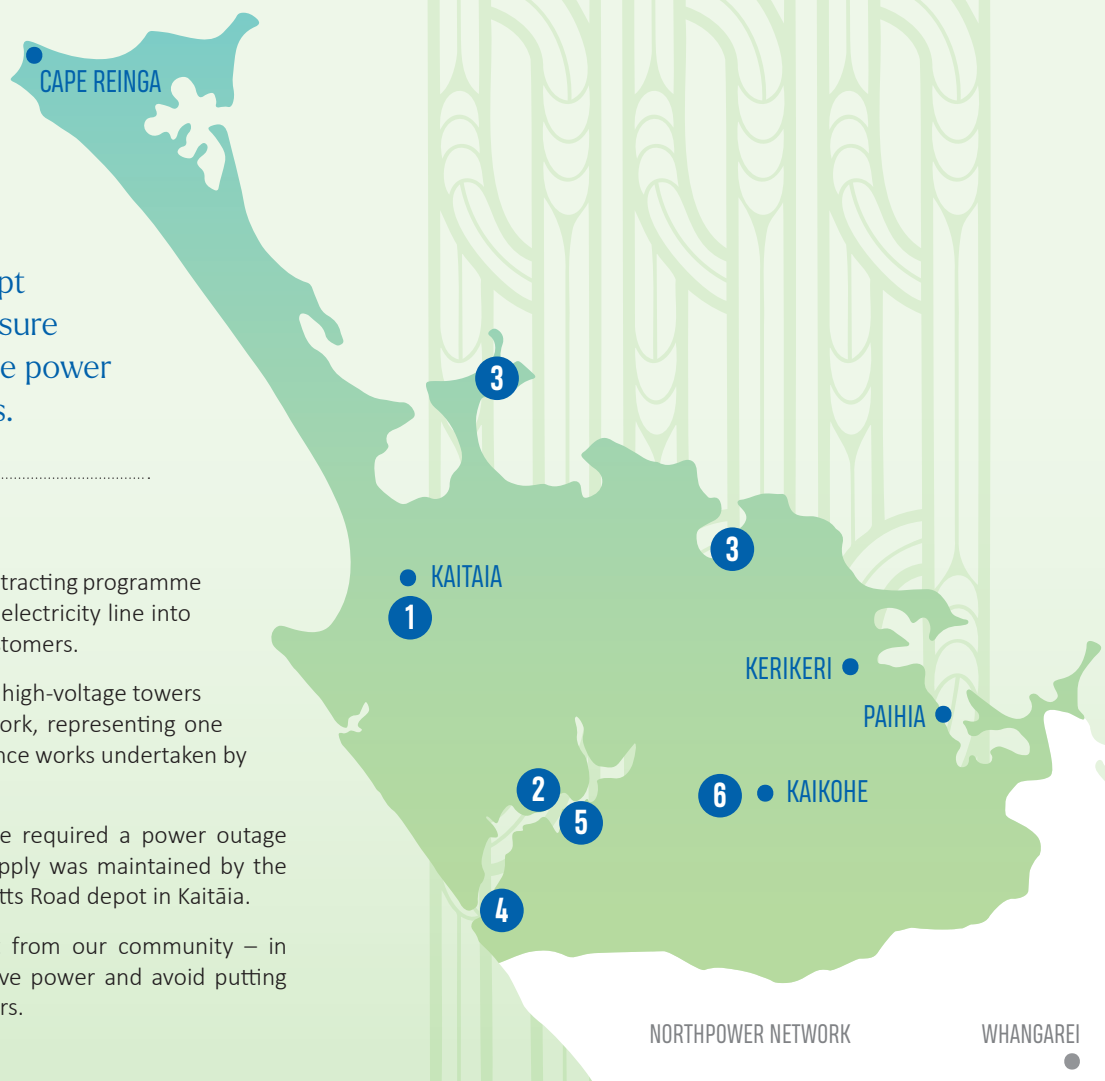 CAPE REINGA
pt
sure
e power
s.
tracting programme
electricity line into
tomers.
high-voltage towers
ork, representing one
nce works undertaken by
e required a power outage
pply was maintained by the
tts Road depot in Kaitāia.
from our community – in
ve power and avoid putting
rs.
3
3
KAITAIA
1
KERIKERI
PAIHIA
2
5
6
KAIKOHE
4
NORTHPOWER NETWORK
WHANGAREI